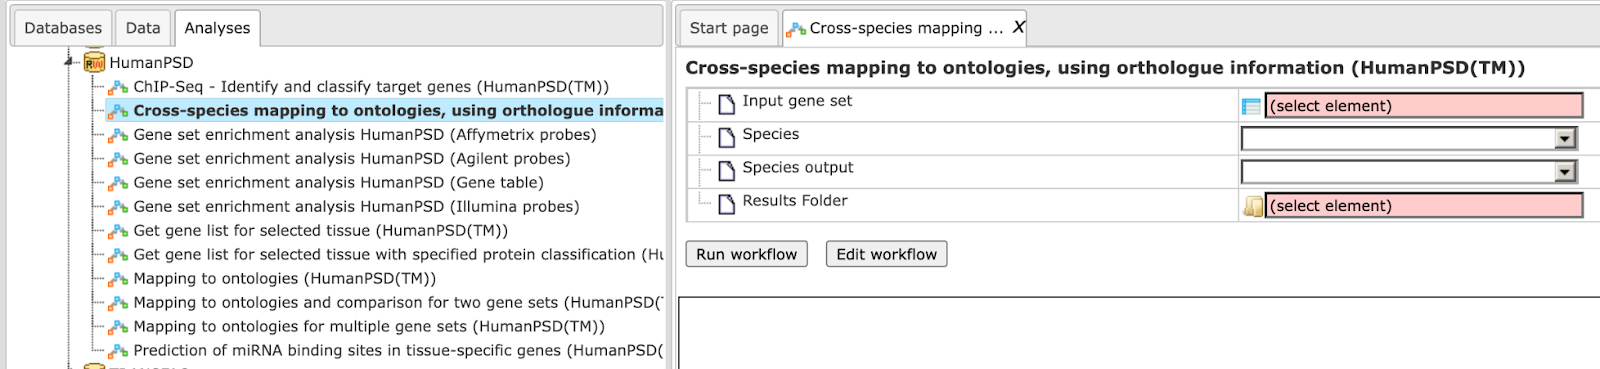 Databases
Data
Analyses
HumanPSD
ChIP-Seq - Identify and classify target genes (HumanPSD(TM))
Cross-species mapping to ontologies, using orthologue informa
Gene set enrichment analysis HumanPSD (Affymetrix probes)
Gene set enrichment analysis HumanPSD (Agilent probes)
Gene set enrichment analysis HumanPSD (Gene table)
Gene set enrichment analysis HumanPSD (Illumina probes)
Get gene list for selected tissue (HumanPSD(TM))
Get gene list for selected tissue with specified protein classification (Hu
Mapping to ontologies (HumanPSD(TM))
Mapping to ontologies and comparison for two gene sets (HumanPSD(
Mapping to ontologies for multiple gene sets (HumanPSD(TM))
Prediction of miRNA binding sites in tissue-specific genes (HumanPSD(
Start page
Cross-species mapping ... X
Cross-species mapping to ontologies, using orthologue information (HumanPSD(TM))
Input gene set
(select element)
Species
Species output
Results Folder
(select element)
Run workflow
Edit workflow